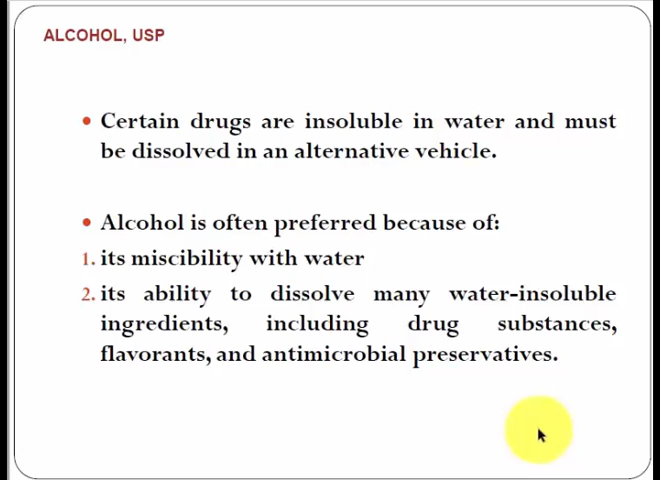 ALCOHOL, USP
• Certain drugs are insoluble in water and must
be dissolved in an alternative vehicle.
• Alcohol is often preferred because of:
1. its miscibility with water
2. its ability to dissolve many water-insoluble
ingredients, including drug substances,
flavorants, and antimicrobial preservatives.